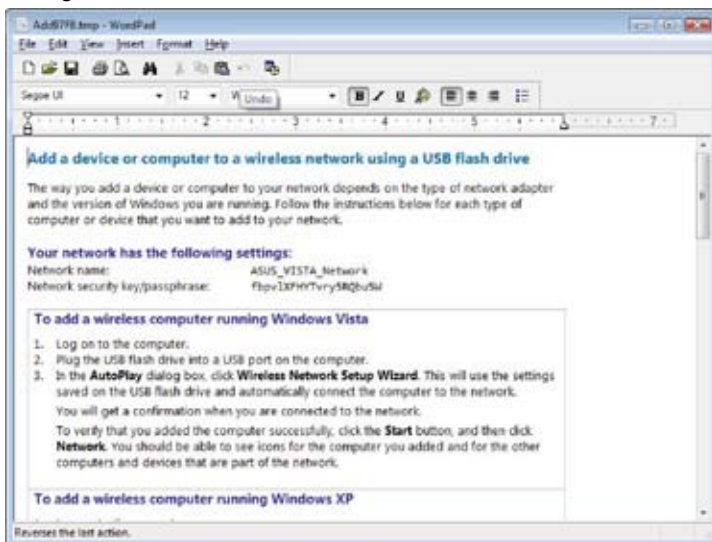 Add87F8.tmp - WordPad
File Edit View Insert Format Help
Segoe UI 12 Undo B U
1 2 3 4 5 7
Add a device or computer to a wireless network using a USB flash drive
The way you add a device or computer to your network depends on the type of network adapter
and the version of Windows you are running. Follow the instructions below for each type of
computer or device that you want to add to your network.
Your network has the following settings:
Network name: ASUS_VISTA_Network
Network security key/passphrase:
To add a wireless computer running Windows Vista
1. Log on to the computer.
2. Plug the USB flash drive into a USB port on the computer.
3. In the AutoPlay dialog box, click Wireless Network Setup Wizard. This will use the settings
saved on the USB flash drive and automatically connect the computer to the network.
You will get a confirmation when you are connected to the network.
To verify that you added the computer successfully, click the Start button, and then click
Network. You should be able to see icons for the computer you added and for the other
computers and devices that are part of the network.
To add a wireless computer running Windows XP
Reverses the last action.